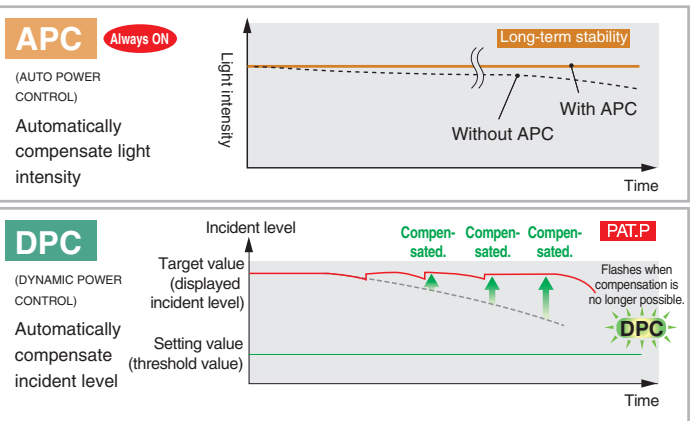 APC
Always ON
(AUTO POWER
CONTROL)
Automatically
compensate light
intensity
Light intensity
Long-term stability
With APC
Without APC
Time
DPC
(DYNAMIC POWER
CONTROL)
Automatically
compensate
incident level
Incident level
Target value
(displayed
incident level)
Setting value
(threshold value)
Compen-
sated.
Compen-
sated.
Compen-
sated.
PAT.P
Flashes when
compensation is
no longer possible.
DPC
Time